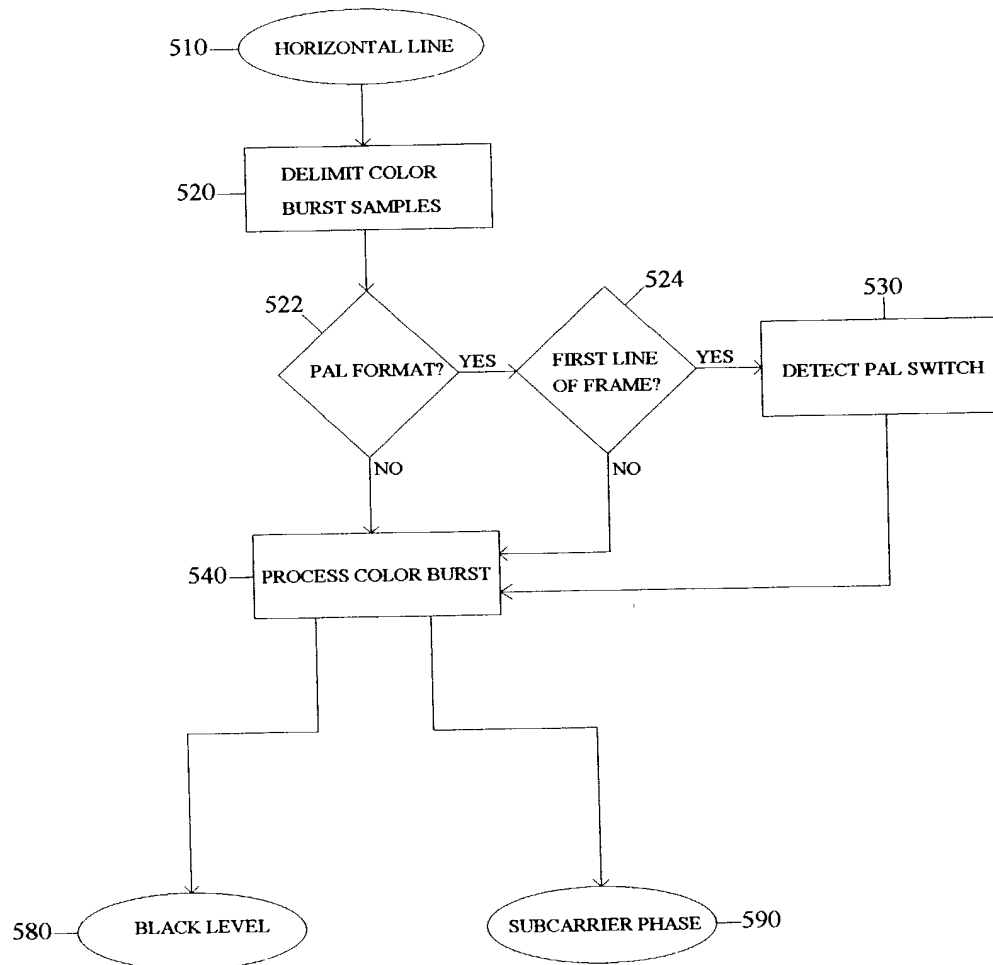 510
HORIZONTAL LINE
520
DELIMIT COLOR
BURST SAMPLES
522
524
530
PAL FORMAT?
YES
FIRST LINE
OF FRAME?
YES
DETECT PAL SWITCH
NO
NO
540
PROCESS COLOR BURST
580
BLACK LEVEL
SUBCARRIER PHASE
590